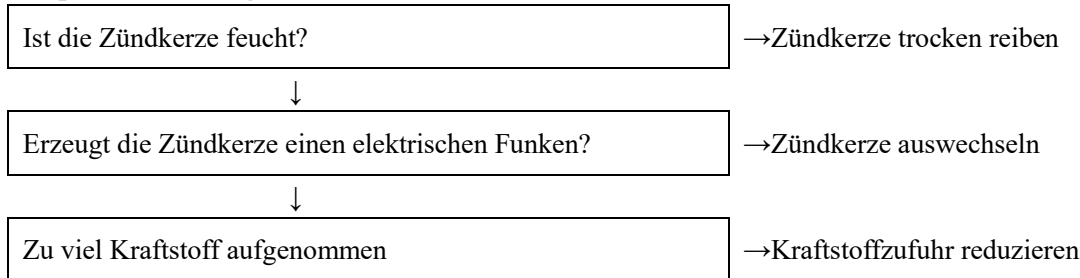 Ist die Zündkerze feucht? →Zündkerze trocken reiben
↓
Erzeugt die Zündkerze einen elektrischen Funken? →Zündkerze auswechseln
↓
Zu viel Kraftstoff aufgenommen →Kraftstoffzufuhr reduzieren